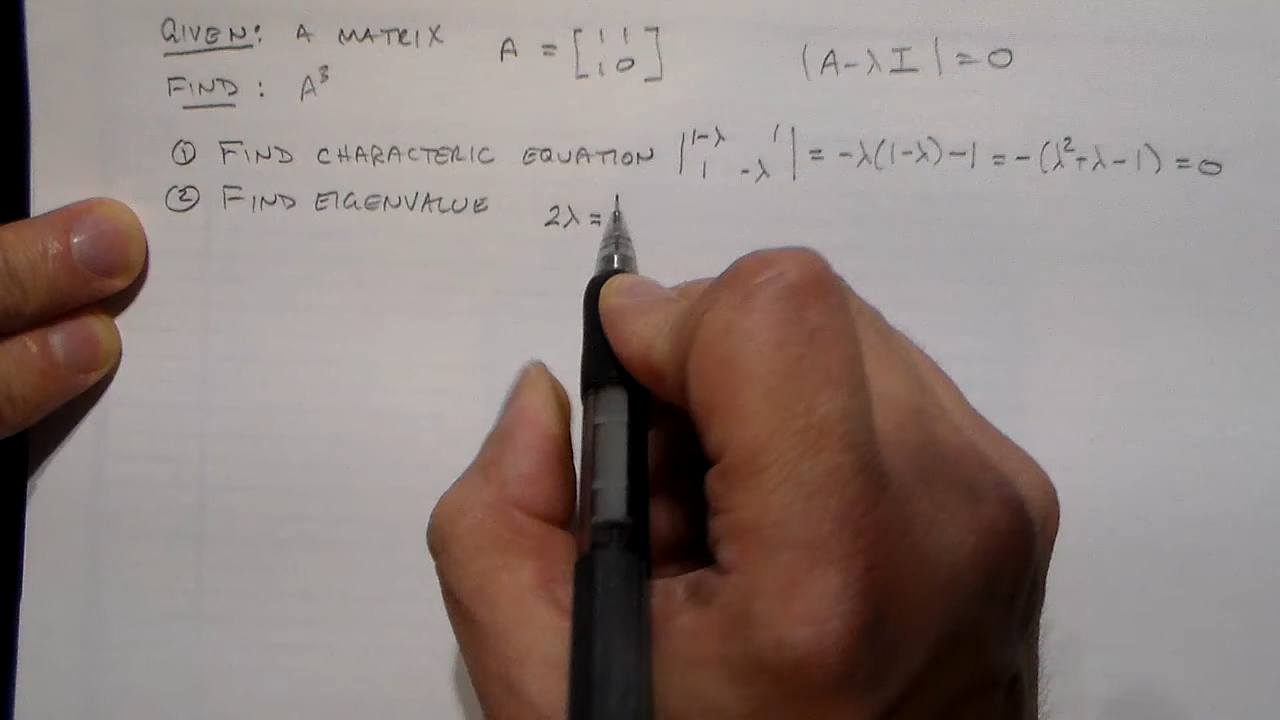 GIVEN: A MATRIX A = [1 1 1 0] |A-λI| = 0
FIND: A³
① FIND CHARACTERIC EQUATION |1-λ 1 1 -λ| = -λ(1-λ)-1 = -(λ²+λ-1) = 0
② FIND EIGENVALUE 2λ =